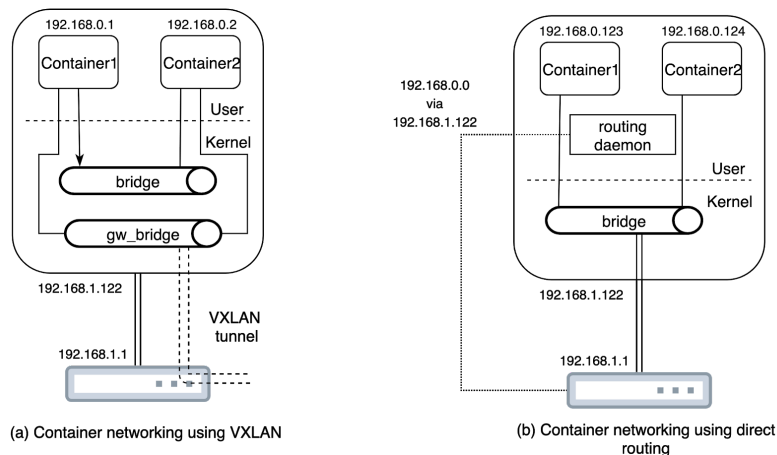 192.168.0.1
192.168.0.2
Container1
Container2
User
Kernel
bridge
gw_bridge
192.168.1.122
VXLAN
tunnel
192.168.1.1
(a) Container networking using VXLAN
192.168.0.123
192.168.0.124
Container1
Container2
192.168.0.0
via
192.168.1.122
routing
daemon
User
Kernel
bridge
192.168.1.122
192.168.1.1
(b) Container networking using direct
routing